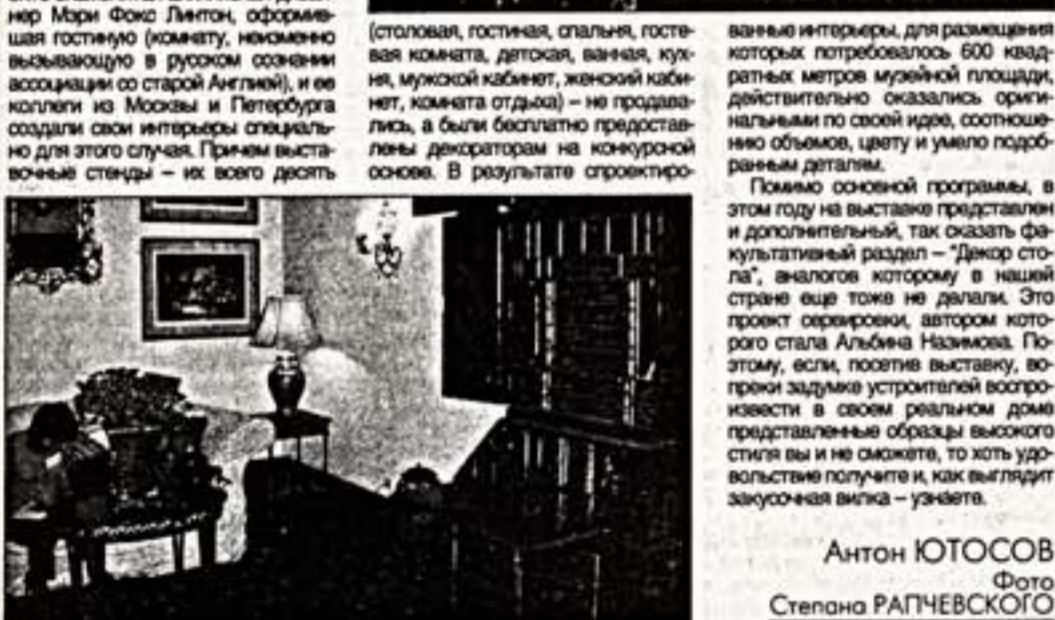 нер Мэри Фокс Линтон, оформив-
шая гостиную (комнату, неизменно
вызывающую в русском сознании
ассоциации со старой Англией), и ее
коллеги из Москвы и Петербурга
создали свои интерьеры специаль-
но для этого случая. Причем выста-
вочные стенды – их всего десять
(столовая, гостиная, спальня, госте-
вая комната, детская, ванная, кух-
ня, мужской кабинет, женский каби-
нет, комната отдыха) – не продава-
лись, а были бесплатно предостав-
лены декораторам на конкурсной
основе. В результате спроектиро-
ванные интерьеры, для размещения
которых потребовалось 600 квад-
ратных метров музейной площади,
действительно оказались ориги-
нальными по своей идее, соотноше-
нию объемов, цвету и умело подоб-
ранным деталям.
Помимо основной программы, в
этом году на выставке представлен
и дополнительный, так сказать фа-
культативный раздел – "Декор сто-
ла", аналогов которому в нашей
стране еще тоже не делали. Это
проект сервировки, автором кото-
рого стала Альбина Назимова. По-
этому, если, посетив выставку, во-
преки задумке устроителей воспро-
извести в своем реальном доме
представленные образцы высокого
стиля вы и не сможете, то хоть удо-
вольствие получите и, как выглядит
закусочная вилка – узнаете.
Антон ЮТОСОВ
Фото
Степана РАПЧЕВСКОГО